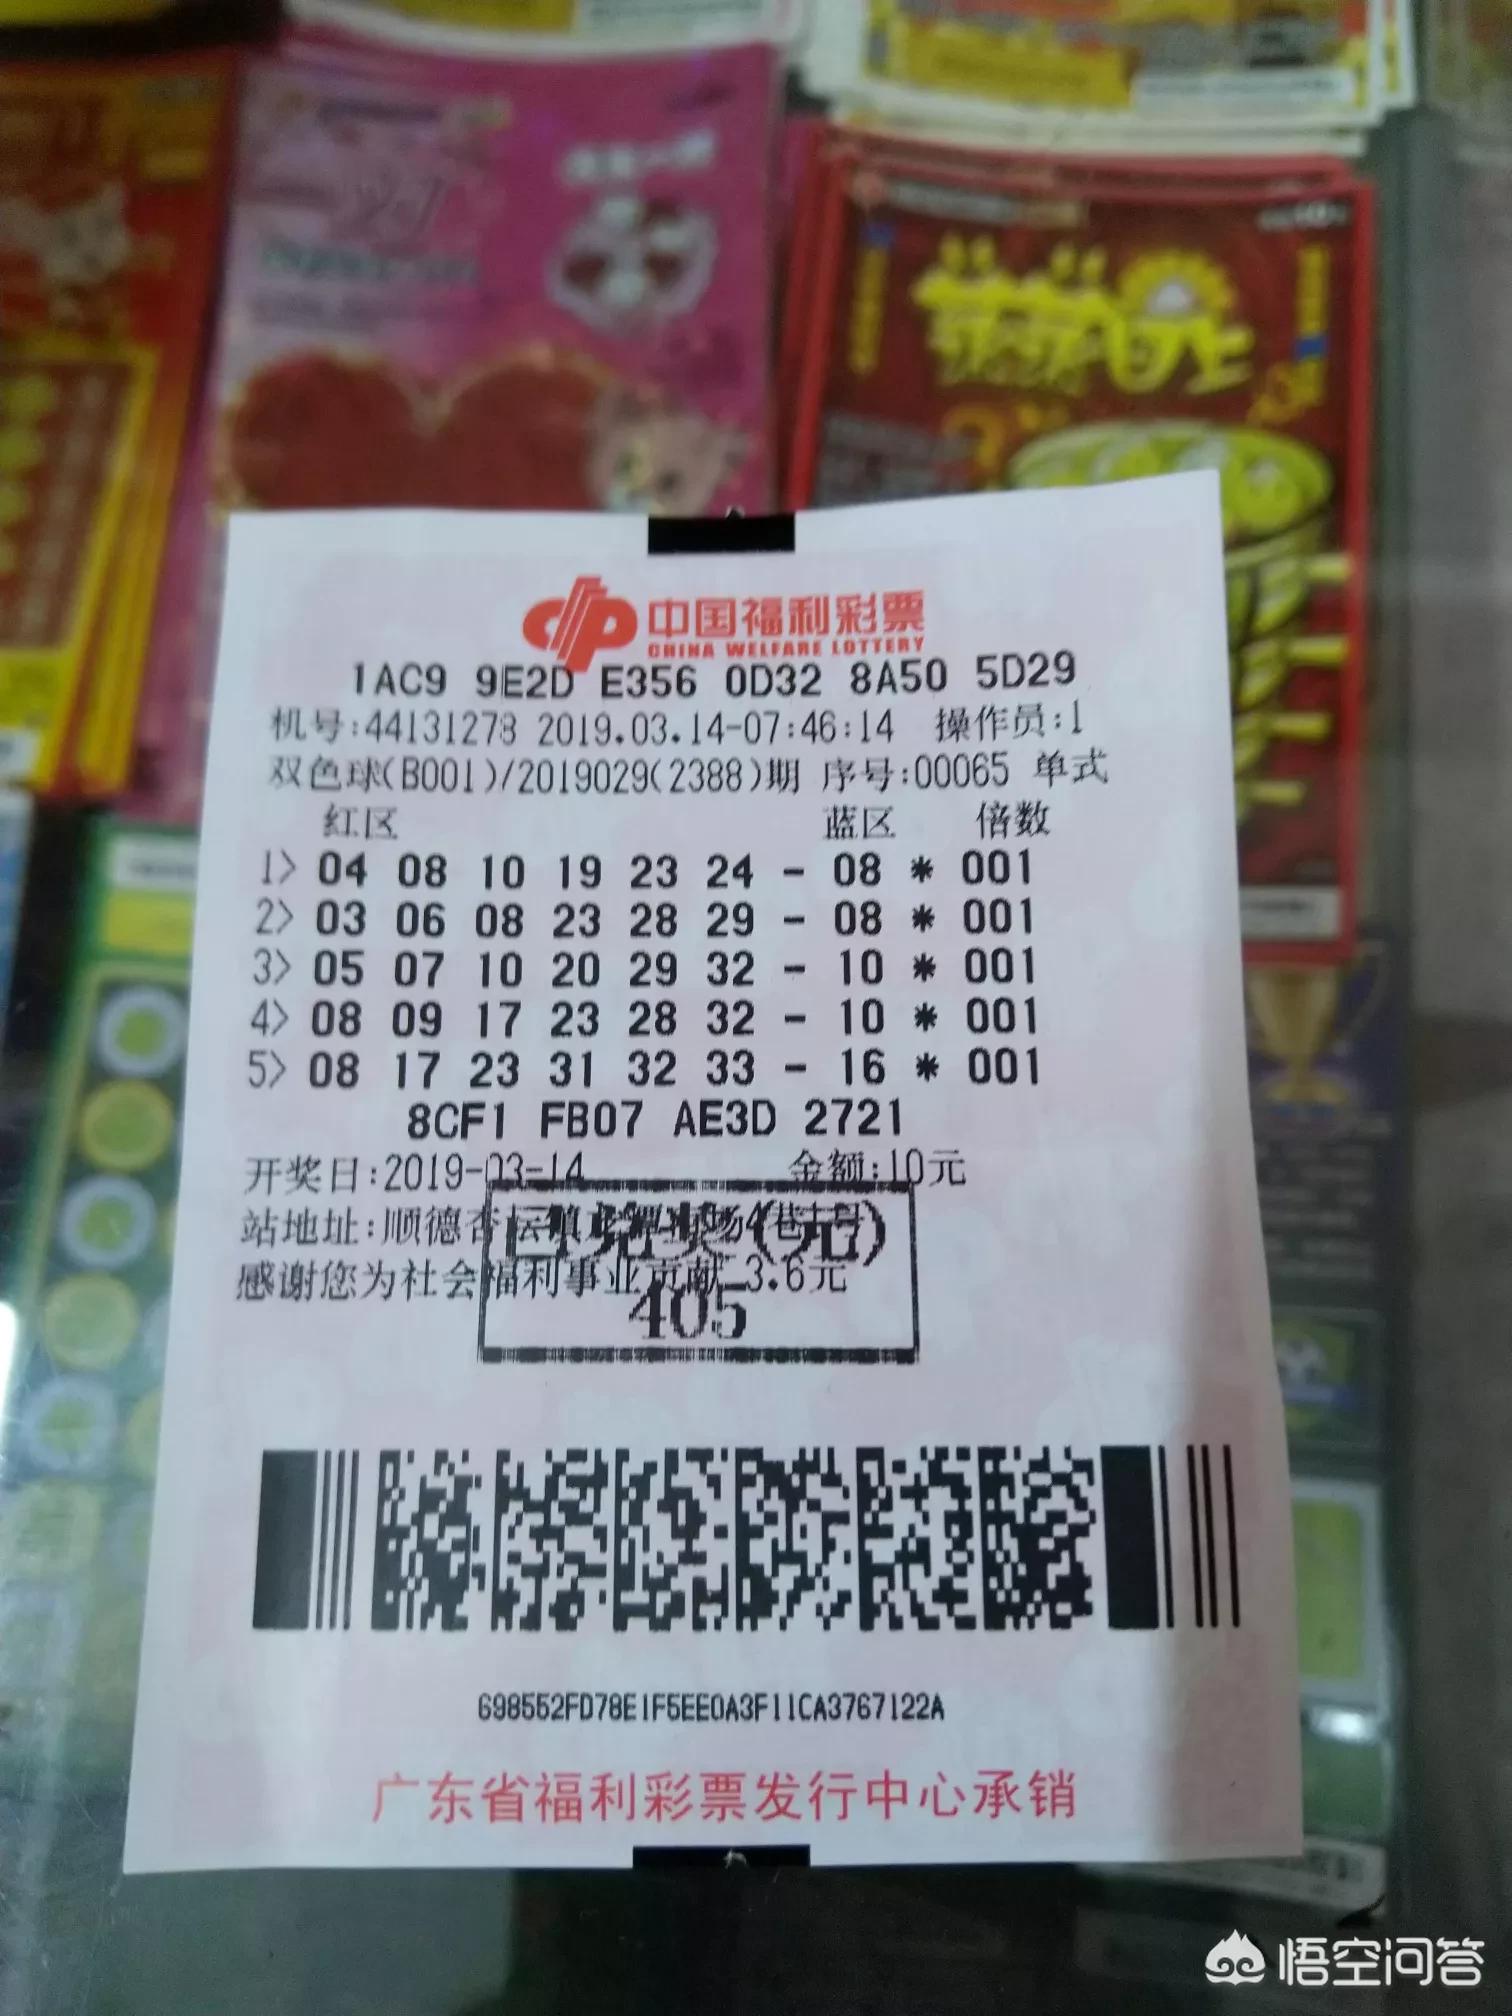 中国福利彩票
CHINA WELFARE LOTTERY
1AC9 9E2D E356 0D32 8A50 5D29
机号:44131278 2019.03.14-07:46:14 操作员:1
双色球(B001)/2019029(2388)期 序号:00065 单式
红区 蓝区 倍数
1> 04 08 10 19 23 24 - 08 * 001
2> 03 06 08 23 28 29 - 08 * 001
3> 05 07 10 20 29 32 - 10 * 001
4> 08 09 17 23 28 32 - 10 * 001
5> 08 17 23 31 32 33 - 16 * 001
8CF1 FB07 AE3D 2721
开奖日:2019-03-14 金额:10元
站地址:顺德杏坛镇
已兑奖(元)
感谢您为社会福利事业贡献 3.6元
405
698552FD78E1F5EE0A3F11CA3767122A
广东省福利彩票发行中心承销
悟空问答